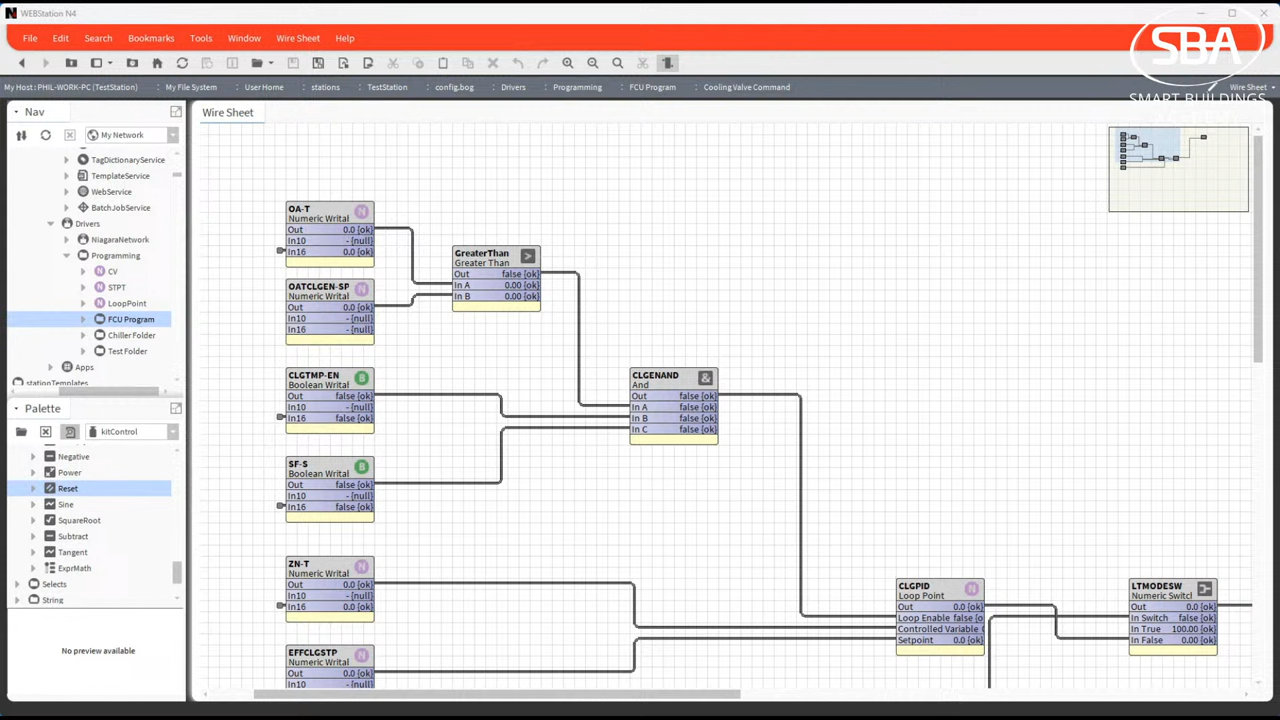 WEBStation N4
File Edit Search Bookmarks Tools Window Wire Sheet Help
SBA
SMART BUILDINGS
My Host : PHIL-WORK-PC (TestStation) My File System User Home stations TestStation config.bog Drivers Programming FCU Program Cooling Valve Command Wire Sheet
Nav
My Network
TagDictionaryService
TemplateService
WebService
BatchJobService
Drivers
NiagaraNetwork
Programming
CV
STPT
LoopPoint
FCU Program
Chiller Folder
Test Folder
Apps
stationTemplates
Palette
kitControl
Negative
Power
Reset
Sine
SquareRoot
Subtract
Tangent
ExprMath
Selects
String
No preview available
Wire Sheet
OA-T
Numeric Writal
Out 0.0 {ok}
In10 - {null}
In16 0.0 {ok}
OATCLGEN-SP
Numeric Writal
Out 0.0 {ok}
In10 - {null}
In16 - {null}
GreaterThan
Greater Than
Out false {ok}
In A 0.00 {ok}
In B 0.00 {ok}
CLGTMP-EN
Boolean Writal
Out false {ok}
In10 - {null}
In16 false {ok}
SF-S
Boolean Writal
Out false {ok}
In10 - {null}
In16 false {ok}
CLGENAND
And
Out false {ok}
In A false {ok}
In B false {ok}
In C false {ok}
ZN-T
Numeric Writal
Out 0.0 {ok}
In10 - {null}
In16 0.0 {ok}
EFFCLGSTP
Numeric Writal
Out 0.0 {ok}
In10 - {null}
CLGPID
Loop Point
Out 0.0 {ok}
Loop Enable false {o
Controlled Variable (
Setpoint 0.0 {ok}
LTMODESW
Numeric Switcl
Out 0.0 {ok}
In Switch false {ok}
In True 100.00 {ok}
In False 0.00 {ok}